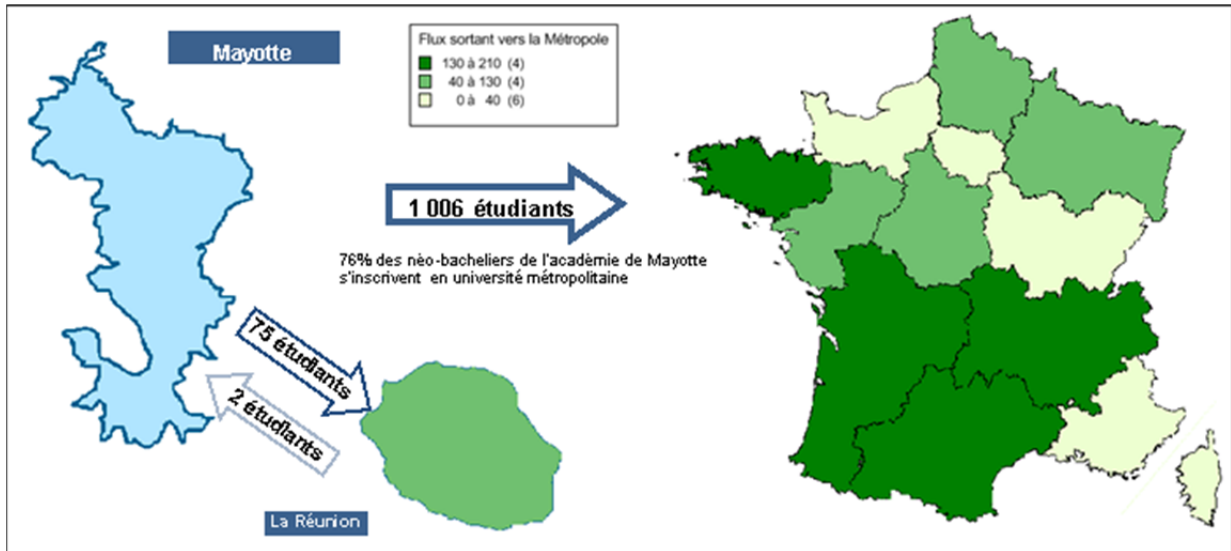 Mayotte
Flux sortant vers la Métropole
130 à 210 (4)
40 à 130 (4)
0 à 40 (6)
1 006 étudiants
76% des néo-bacheliers de l'académie de Mayotte
s'inscrivent en université métropolitaine
75 étudiants
2 étudiants
La Réunion